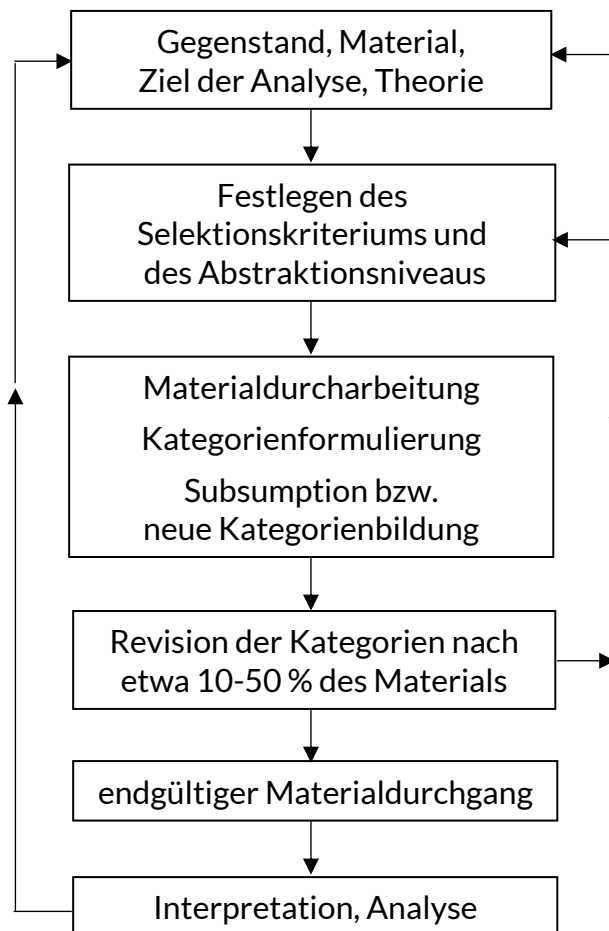 Gegenstand, Material,
Ziel der Analyse, Theorie
Festlegen des
Selektionskriteriums und
des Abstraktionsniveaus
Materialdurcharbeitung
Kategorienformulierung
Subsumption bzw.
neue Kategorienbildung
Revision der Kategorien nach
etwa 10-50 % des Materials
endgültiger Materialdurchgang
Interpretation, Analyse